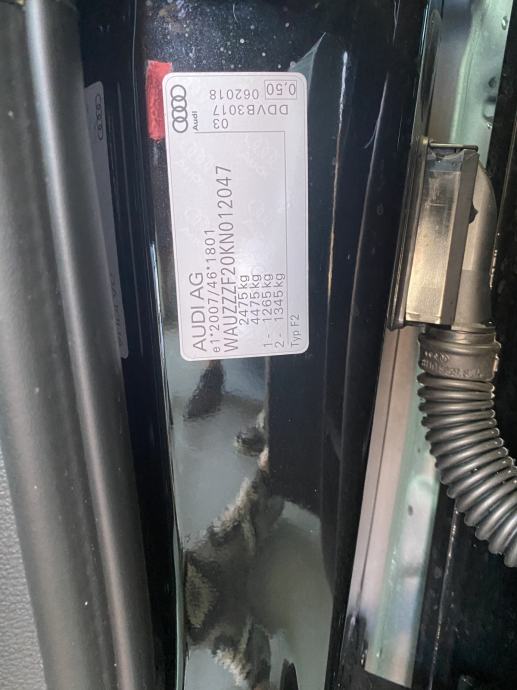 AUDI AG
e1*2007/46*1801
WAUZZZF20KN012047
2475kg
4475kg
1- 1265kg
2- 1345kg
Typ F2
Audi
03
DDVB3017
062018
0,50